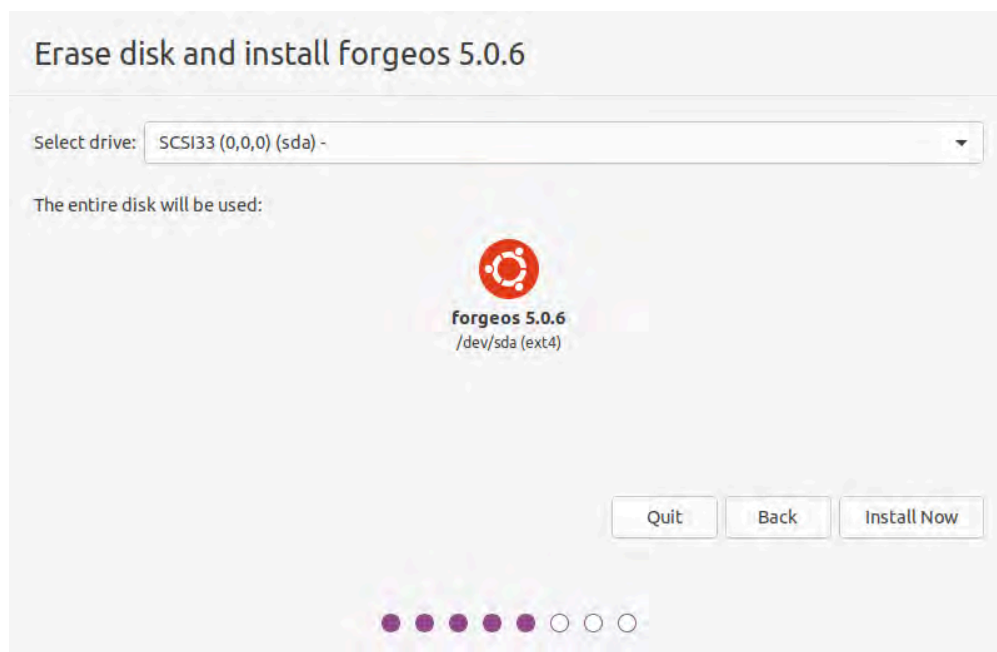 Erase disk and install forgeos 5.0.6
Select drive: SCSI33 (0,0,0) (sda) -
The entire disk will be used:
forgeos 5.0.6
/dev/sda (ext4)
Quit Back Install Now